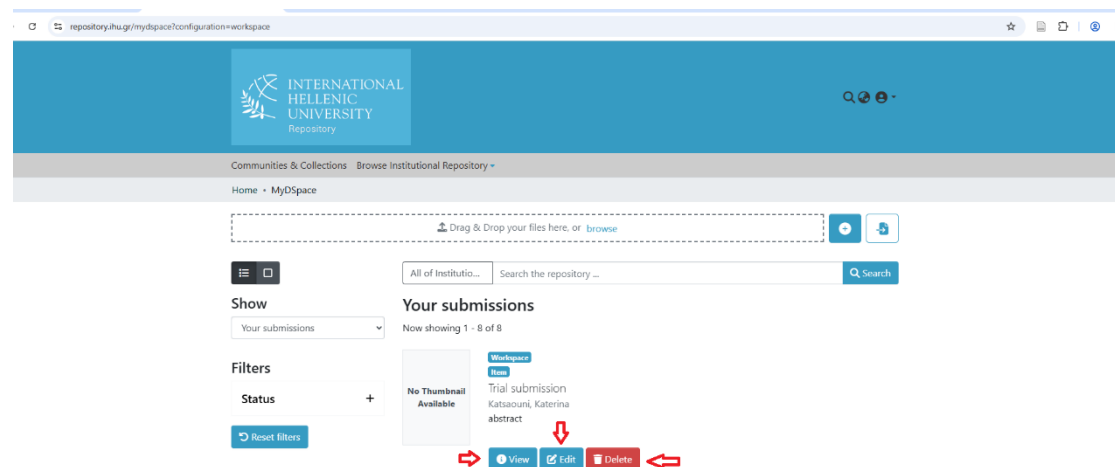 repository.ihu.gr/mydspace?configuration=workspace
INTERNATIONAL
HELLENIC
UNIVERSITY
Repository
Communities & Collections Browse Institutional Repository
Home • MyDSpace
Drag & Drop your files here, or browse
All of Institutio... Search the repository ... Search
Show
Your submissions
Your submissions
Now showing 1 - 8 of 8
Filters
Status +
Reset filters
No Thumbnail
Available
Workspace
Item
Trial submission
Katsaouni, Katerina
abstract
View Edit Delete